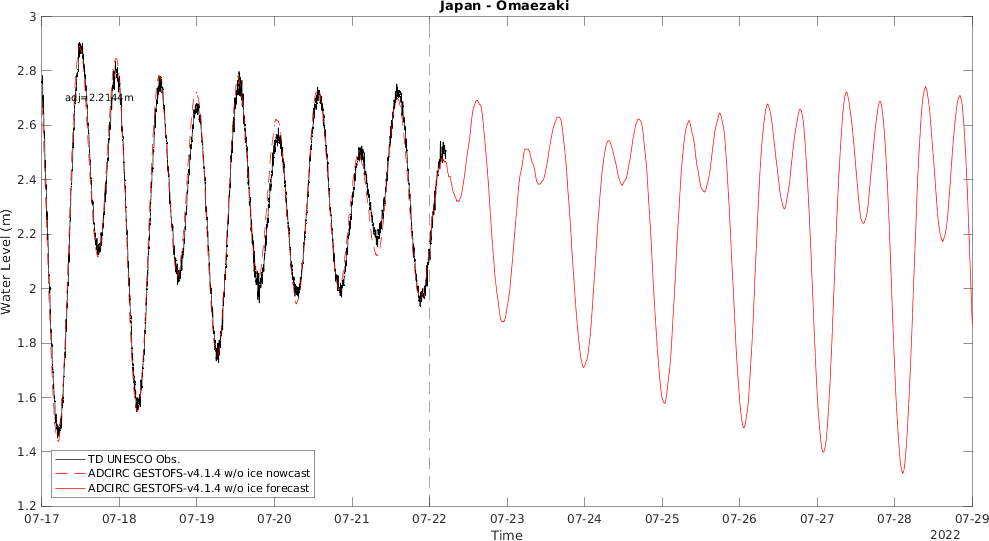 Japan - Omaezaki
3
2.8
adj=2.2144m
2.6
2.4
2.2
2
1.8
1.6
1.4
1.2
Water Level (m)
TD UNESCO Obs.
ADCIRC GESTOFS-v4.1.4 w/o ice nowcast
ADCIRC GESTOFS-v4.1.4 w/o ice forecast
07-17 07-18 07-19 07-20 07-21 07-22 07-23 07-24 07-25 07-26 07-27 07-28 07-29
Time
2022